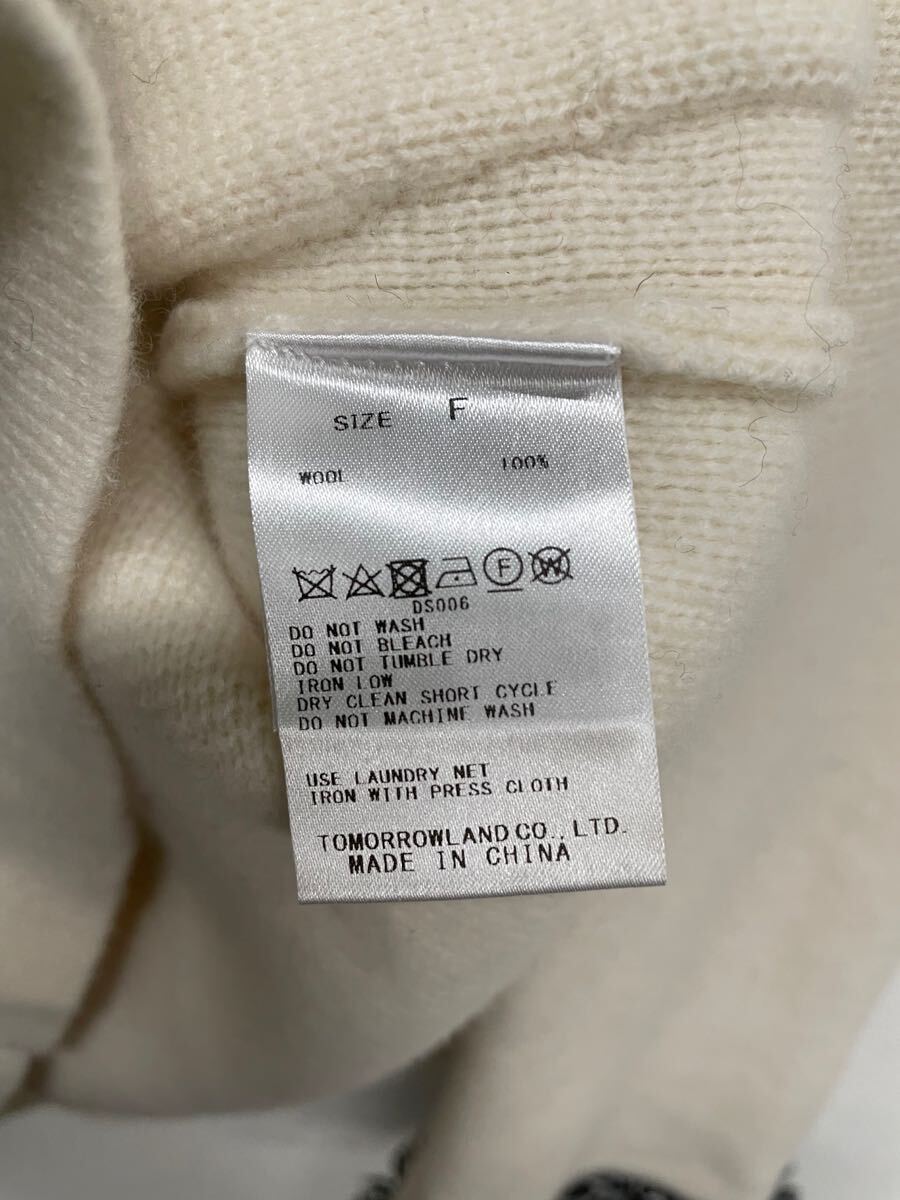 SIZE F
WOOL 100%
F W
DS006
DO NOT WASH
DO NOT BLEACH
DO NOT TUMBLE DRY
IRON LOW
DRY CLEAN SHORT CYCLE
DO NOT MACHINE WASH
USE LAUNDRY NET
IRON WITH PRESS CLOTH
TOMORROWLAND CO., LTD.
MADE IN CHINA